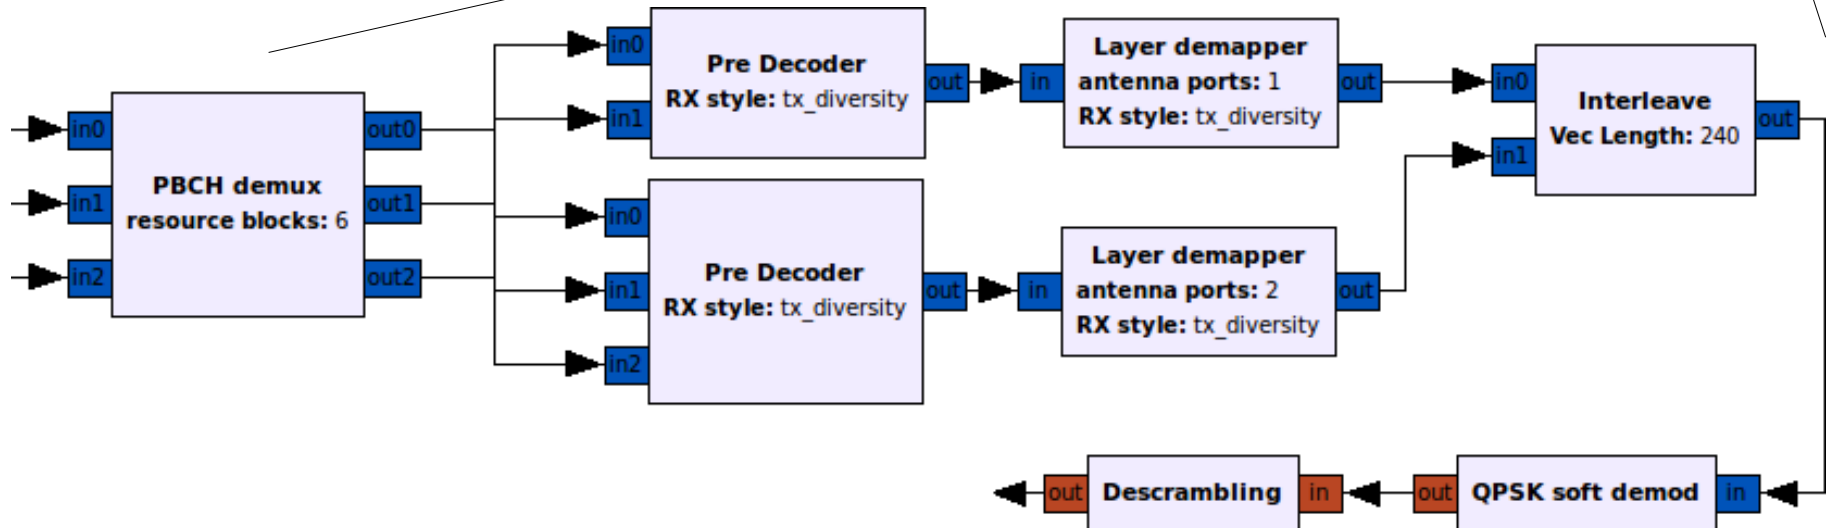 in0
in1
in2
PBCH demux
resource blocks: 6
out0
out1
out2
in0
in1
Pre Decoder
RX style: tx_diversity
out
in
Layer demapper
antenna ports: 1
RX style: tx_diversity
out
in0
in1
Interleave
Vec Length: 240
out
in0
in1
in2
Pre Decoder
RX style: tx_diversity
out
in
Layer demapper
antenna ports: 2
RX style: tx_diversity
out
out
Descrambling
in
out
QPSK soft demod
in